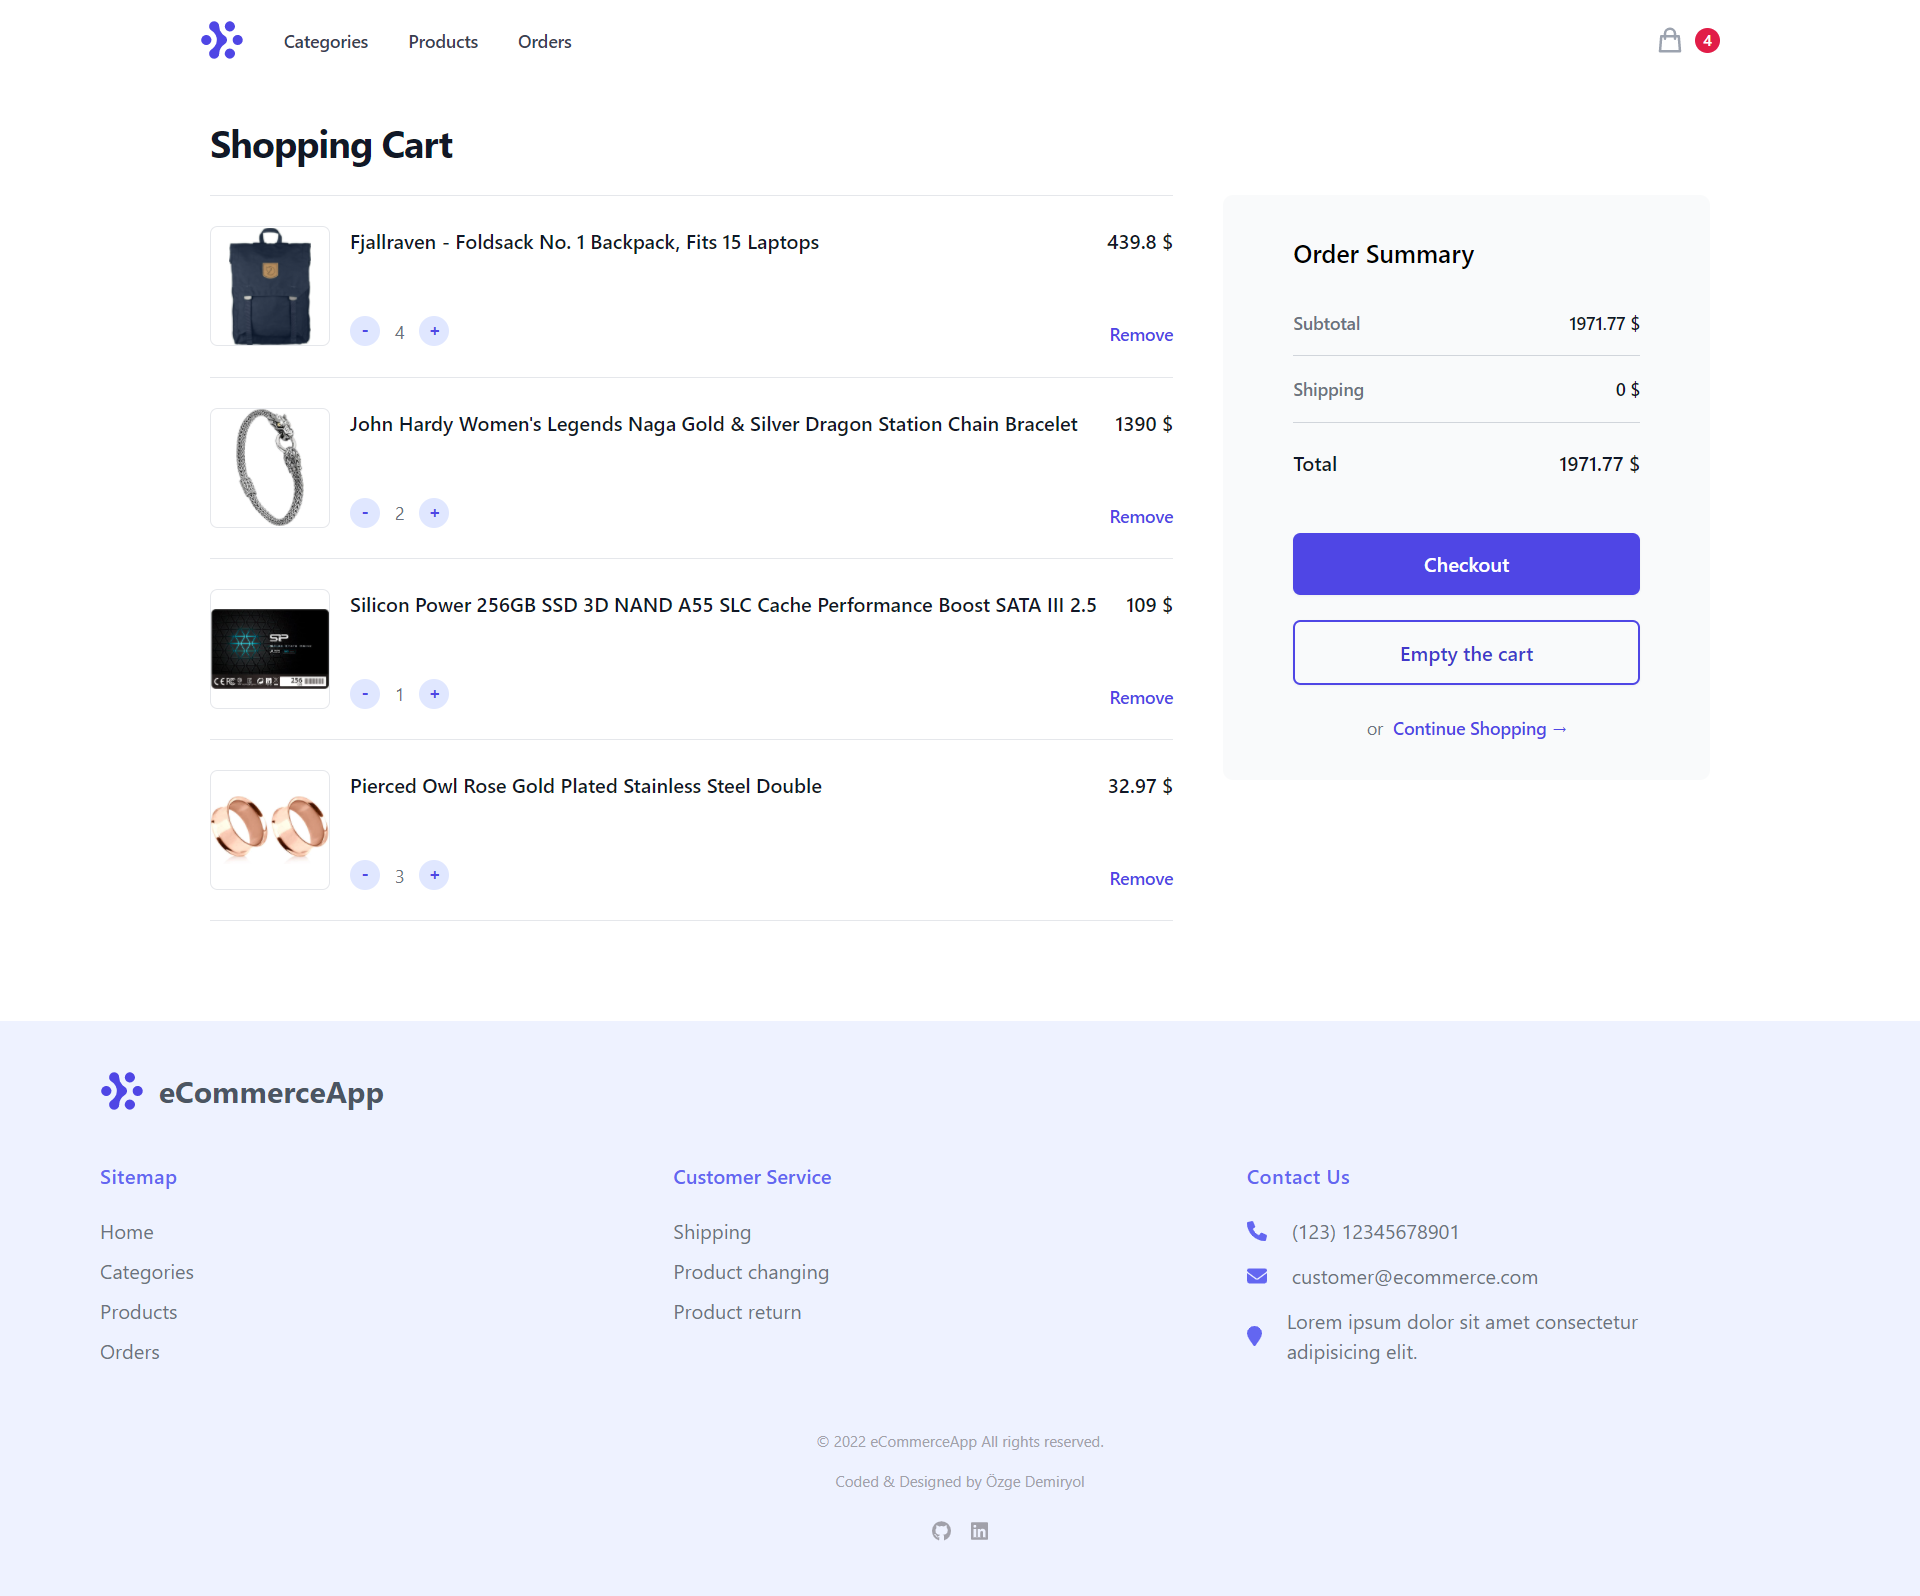 Categories Products Orders 4
Shopping Cart
Fjallraven - Foldsack No. 1 Backpack, Fits 15 Laptops 439.8 $
- 4 + Remove
John Hardy Women's Legends Naga Gold & Silver Dragon Station Chain Bracelet 1390 $
- 2 + Remove
Silicon Power 256GB SSD 3D NAND A55 SLC Cache Performance Boost SATA III 2.5 109 $
SP
256
- 1 + Remove
Pierced Owl Rose Gold Plated Stainless Steel Double 32.97 $
- 3 + Remove
Order Summary
Subtotal 1971.77 $
Shipping 0 $
Total 1971.77 $
Checkout
Empty the cart
or Continue Shopping →
eCommerceApp
Sitemap
Home
Categories
Products
Orders
Customer Service
Shipping
Product changing
Product return
Contact Us
(123) 12345678901
customer@ecommerce.com
Lorem ipsum dolor sit amet consectetur
adipisicing elit.
© 2022 eCommerceApp All rights reserved.
Coded & Designed by Özge Demiryol